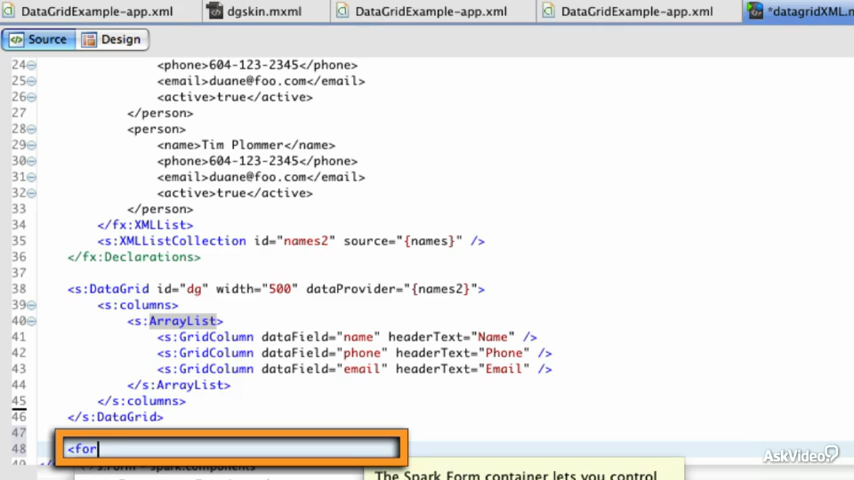 DataGridExample-app.xml dgskin.mxml DataGridExample-app.xml DataGridExample-app.xml *datagridXML.m
Source Design
24 <phone>604-123-2345</phone>
25 <email>duane@foo.com</email>
26 <active>true</active>
27 </person>
28 <person>
29 <name>Tim Plommer</name>
30 <phone>604-123-2345</phone>
31 <email>duane@foo.com</email>
32 <active>true</active>
33 </person>
34 </fx:XMLList>
35 <s:XMLListCollection id="names2" source="{names}" />
36 </fx:Declarations>
37
38 <s:DataGrid id="dg" width="500" dataProvider="{names2}">
39 <s:columns>
40 <s:ArrayList>
41 <s:GridColumn dataField="name" headerText="Name" />
42 <s:GridColumn dataField="phone" headerText="Phone" />
43 <s:GridColumn dataField="email" headerText="Email" />
44 </s:ArrayList>
45 </s:columns>
46 </s:DataGrid>
47
48 <for
49
The Spark Form container lets you control
AskVideo